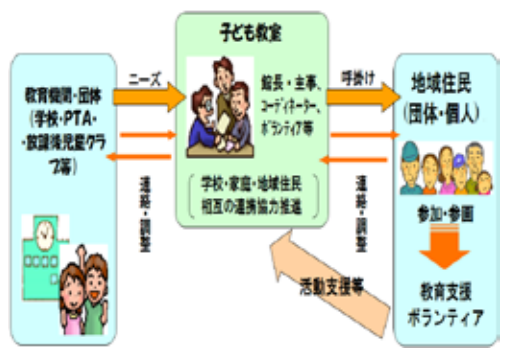 子ども教室
館長・主事、
コーディネーター、
ボランティア等
学校・家庭・地域住民
相互の連携協力推進
教育機関・団体
(学校・PTA・
・放課後児童クラ
ブ等)
ニーズ
連絡・調整
呼掛け
連絡・調整
地域住民
(団体・個人)
参加・参画
教育支援
ボランティア
活動支援等